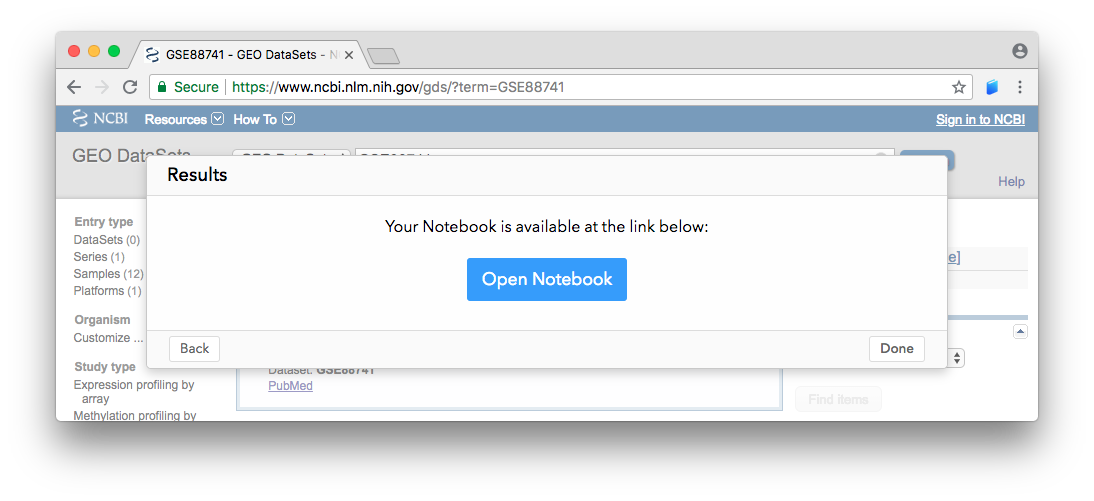 GSE88741 - GEO DataSets - N
Secure https://www.ncbi.nlm.nih.gov/gds/?term=GSE88741
NCBI Resources How To Sign in to NCBI
GEO DataSets
Help
Results
Your Notebook is available at the link below:
Open Notebook
Back Done
Entry type
DataSets (0)
Series (1)
Samples (12)
Platforms (1)
Organism
Customize ...
Study type
Expression profiling by
array
Methylation profiling by
e]
Dataset: GSE88741
PubMed
Find items